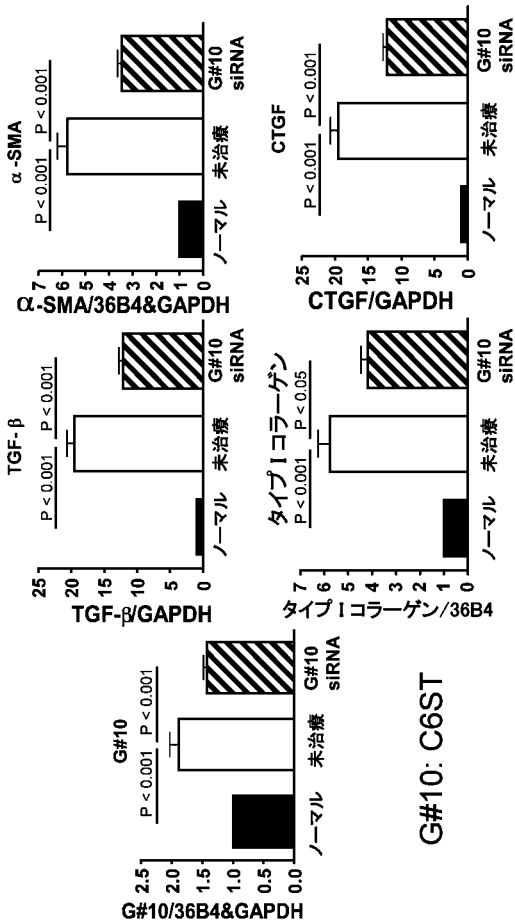 G#10
P < 0.001 P < 0.001
G#10/36B4&GAPDH
2.5
2.0
1.5
1.0
0.5
0.0
ノーマル
未治療
G#10
siRNA
TGF-β
P < 0.001 P < 0.001
TGF-β/GAPDH
25
20
15
10
5
0
ノーマル
未治療
G#10
siRNA
α-SMA
P < 0.001 P < 0.001
α-SMA/36B4&GAPDH
7
6
5
4
3
2
1
0
ノーマル
未治療
G#10
siRNA
G#10: C6ST
タイプⅠコラーゲン
P < 0.001 P < 0.05
タイプⅠコラーゲン/36B4
7
6
5
4
3
2
1
0
ノーマル
未治療
G#10
siRNA
CTGF
P < 0.001 P < 0.001
CTGF/GAPDH
25
20
15
10
5
0
ノーマル
未治療
G#10
siRNA